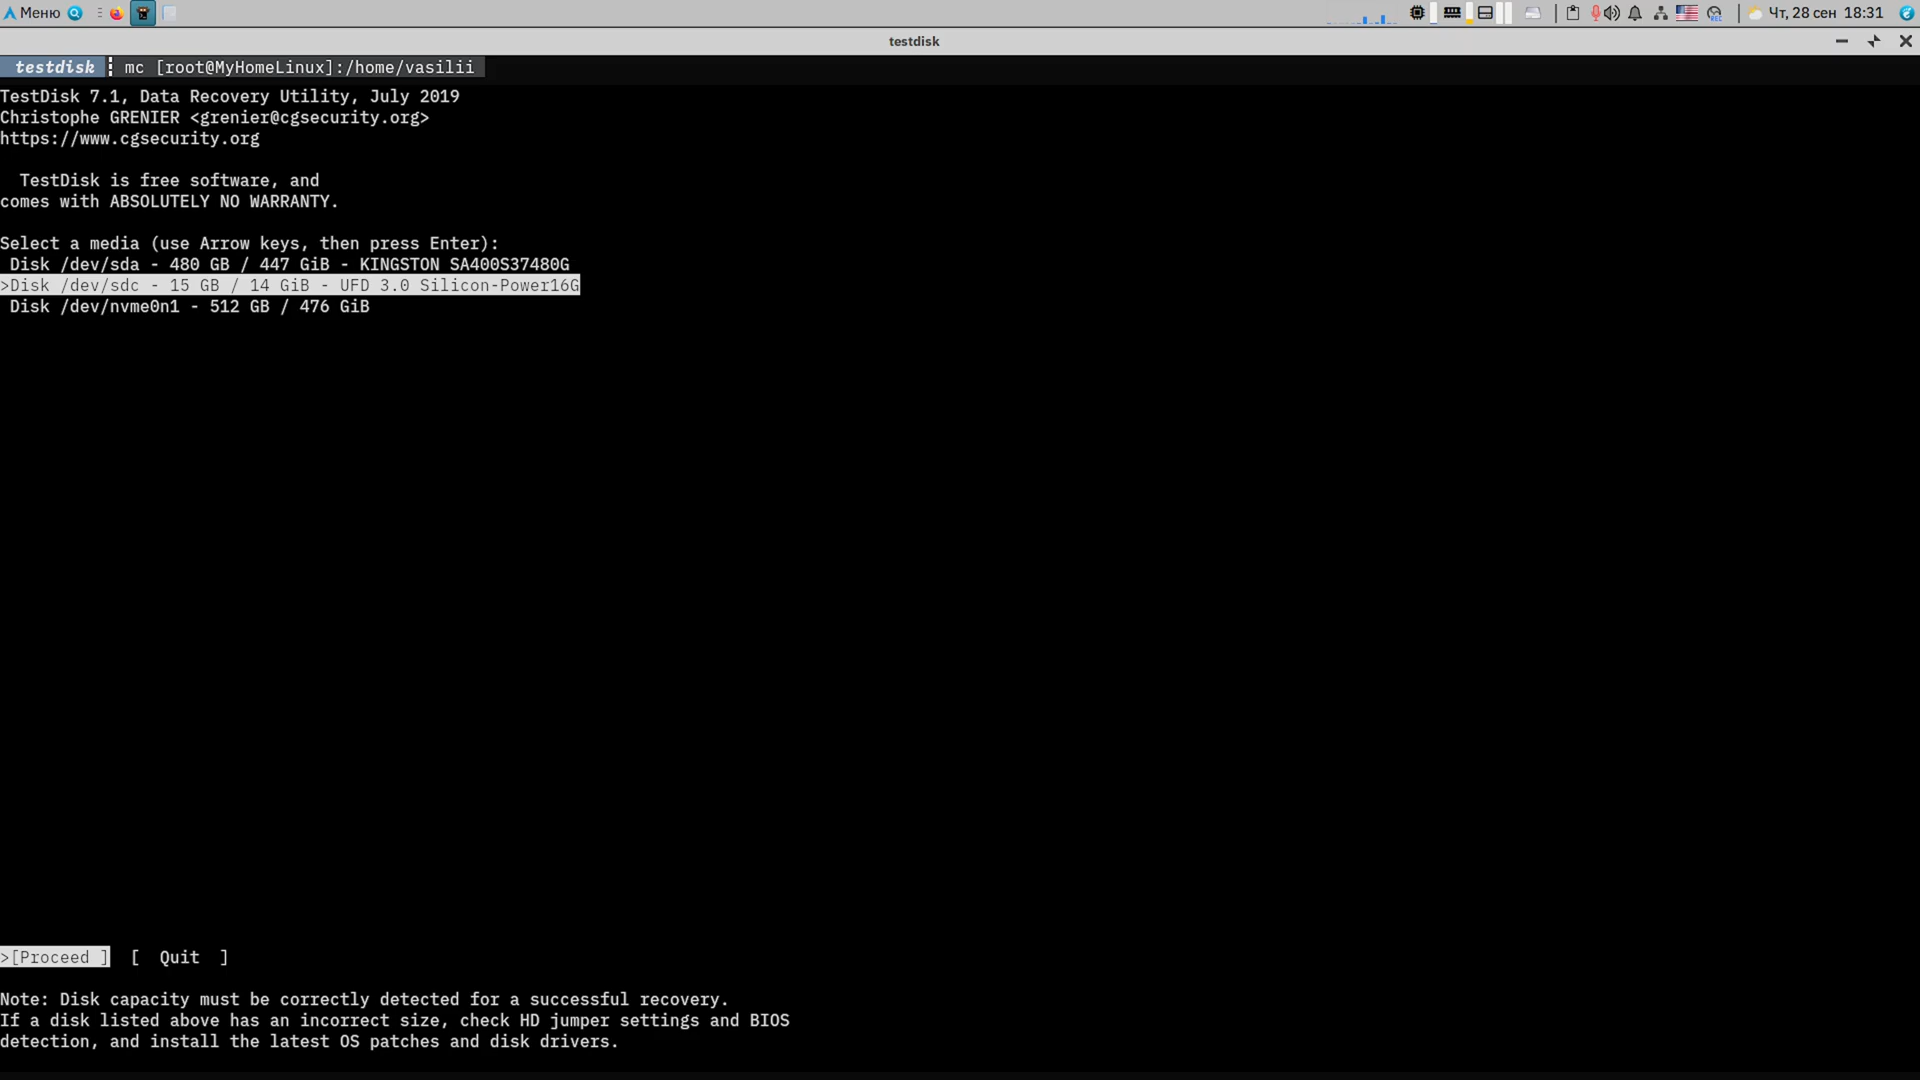 Меню
Чт, 28 сен 18:31
testdisk
testdisk mc [root@MyHomeLinux]:/home/vasilii
TestDisk 7.1, Data Recovery Utility, July 2019
Christophe GRENIER <grenier@cgsecurity.org>
https://www.cgsecurity.org
TestDisk is free software, and
comes with ABSOLUTELY NO WARRANTY.
Select a media (use Arrow keys, then press Enter):
Disk /dev/sda - 480 GB / 447 GiB - KINGSTON SA400S37480G
>Disk /dev/sdc - 15 GB / 14 GiB - UFD 3.0 Silicon-Power16G
Disk /dev/nvme0n1 - 512 GB / 476 GiB
>[Proceed ]  [  Quit  ]
Note: Disk capacity must be correctly detected for a successful recovery.
If a disk listed above has an incorrect size, check HD jumper settings and BIOS
detection, and install the latest OS patches and disk drivers.